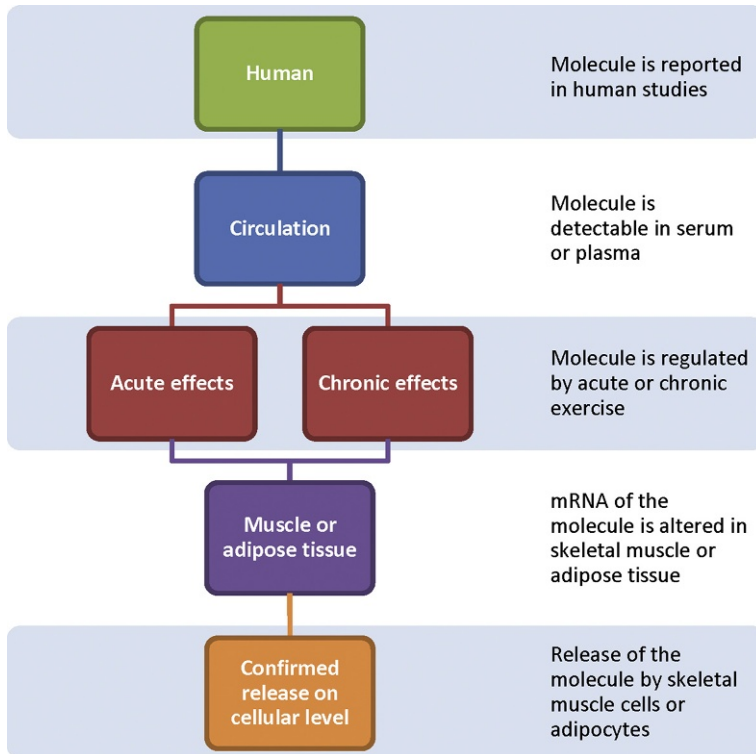 Human
Molecule is reported
in human studies
Circulation
Molecule is
detectable in serum
or plasma
Acute effects
Chronic effects
Molecule is regulated
by acute or chronic
exercise
Muscle or
adipose tissue
mRNA of the
molecule is altered in
skeletal muscle or
adipose tissue
Confirmed
release on
cellular level
Release of the
molecule by skeletal
muscle cells or
adipocytes